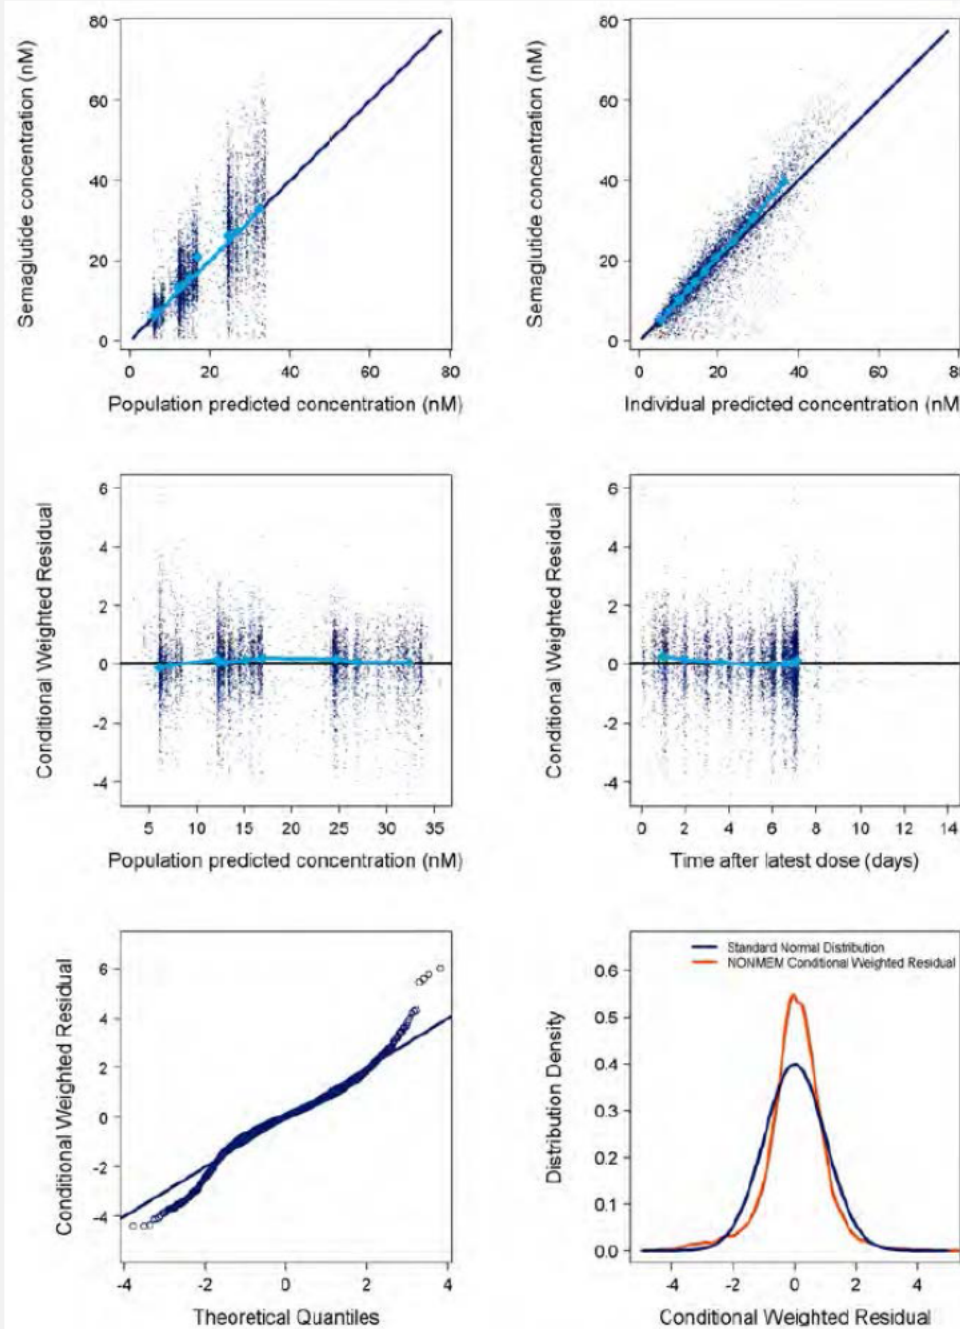 80
60
40
20
0
Semaglutide concentration (nM)
0 20 40 60 80
Population predicted concentration (nM)
80
60
40
20
0
Semaglutide concentration (nM)
0 20 40 60 80
Individual predicted concentration (nM
6
4
2
0
-2
-4
Conditional Weighted Residual
5 10 15 20 25 30 35
Population predicted concentration (nM)
6
4
2
0
-2
-4
Conditional Weighted Residual
0 2 4 6 8 10 12 14
Time after latest dose (days)
6
4
2
0
-2
-4
Conditional Weighted Residual
-4 -2 0 2 4
Theoretical Quantiles
Standard Normal Distribution
NONMEM Conditional Weighted Residual
0.6
0.5
0.4
0.3
0.2
0.1
0.0
Distribution Density
-4 -2 0 2 4
Conditional Weighted Residual